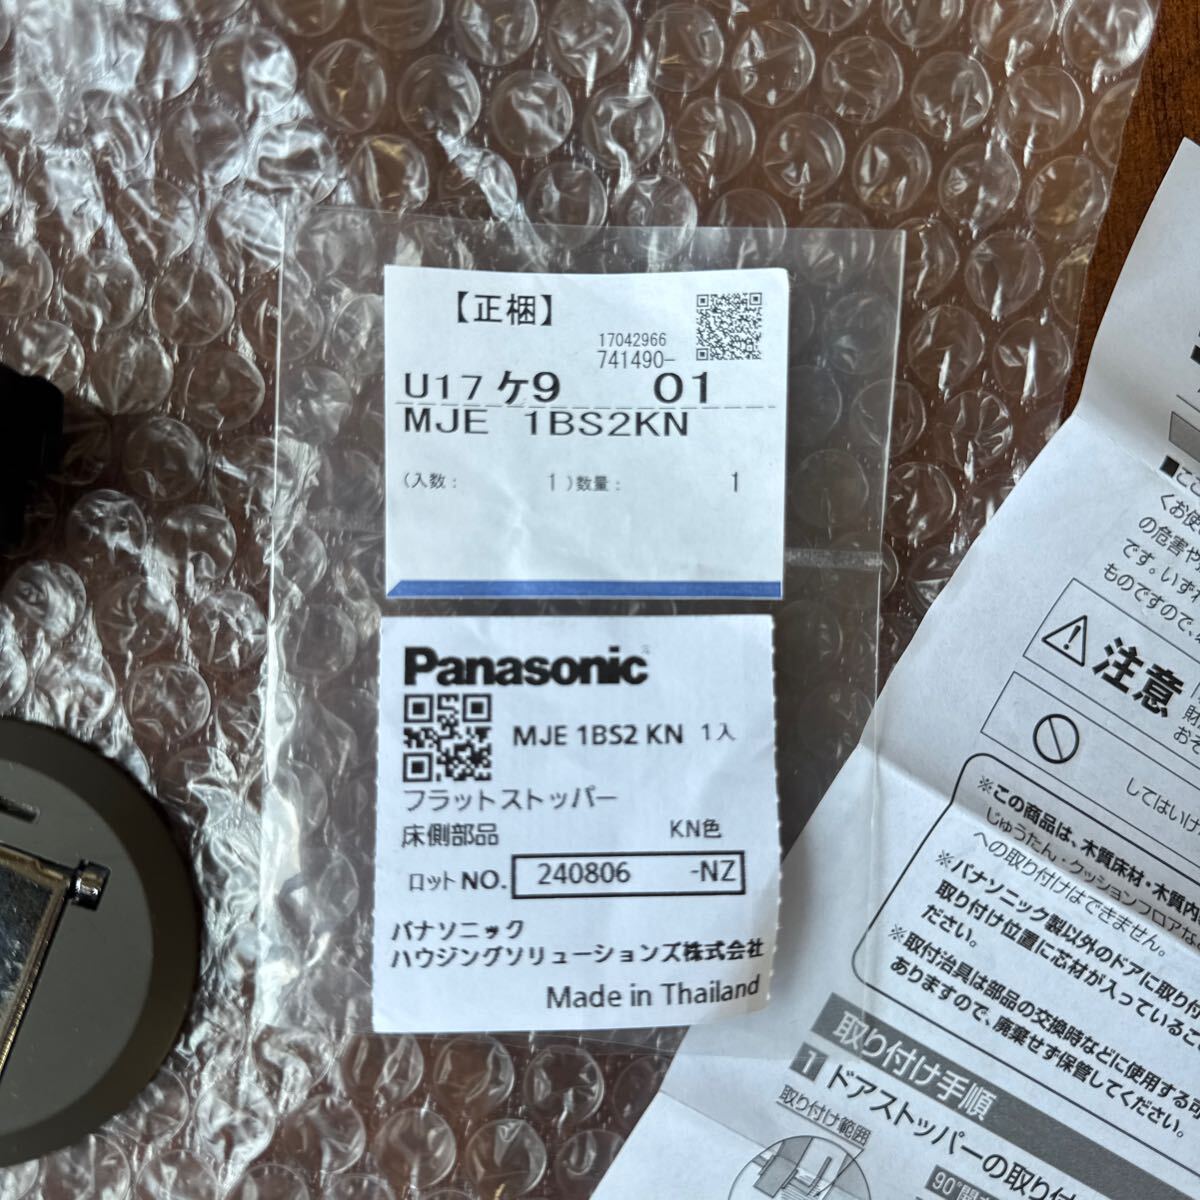 【正梱】
17042966
741490-
U17 ケ9 01
MJE 1BS2KN
(入数: 1)数量: 1
Panasonic
MJE 1BS2 KN 1入
フラットストッパー
床側部品 KN色
ロットNO. 240806 -NZ
パナソニック
ハウジングソリューションズ株式会社
Made in Thailand
くお使
の危害や
です。いずれ
ものですので、
注意
してはいけ
※この商品は、木質床材・木質内
じゅうたん・クッションフロアな
への取り付けはできません。
※パナソニック製以外のドアに取り付
取り付け位置に芯材が入っているこ
ださい。
※取付治具は部品の交換時などに使用する
ありますので、廃棄せず保管してください。
取り付け手順
1 ドアストッパーの取り付
取り付け範囲
90°開